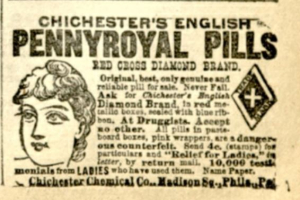 CHICHESTER'S ENGLISH
PENNYROYAL PILLS
RED CROSS DIAMOND BRAND.
Original, best, only genuine and
reliable pill for sale. Never Fail.
Ask for Chichester's English
Diamond Brand, in red me-
tallic boxes, sealed with blue rib-
bon. At Druggists. Accept
no other. All pills in paste-
board boxes, pink wrappers, are a danger-
ous counterfeit. Send 4c. (stamps) for
particulars and "Relief for Ladies," in
letter, by return mail. 10,000 testi-
monials from LADIES who have used them. Name Paper.
Chichester Chemical Co., Madison Sq., Phila., Pa.